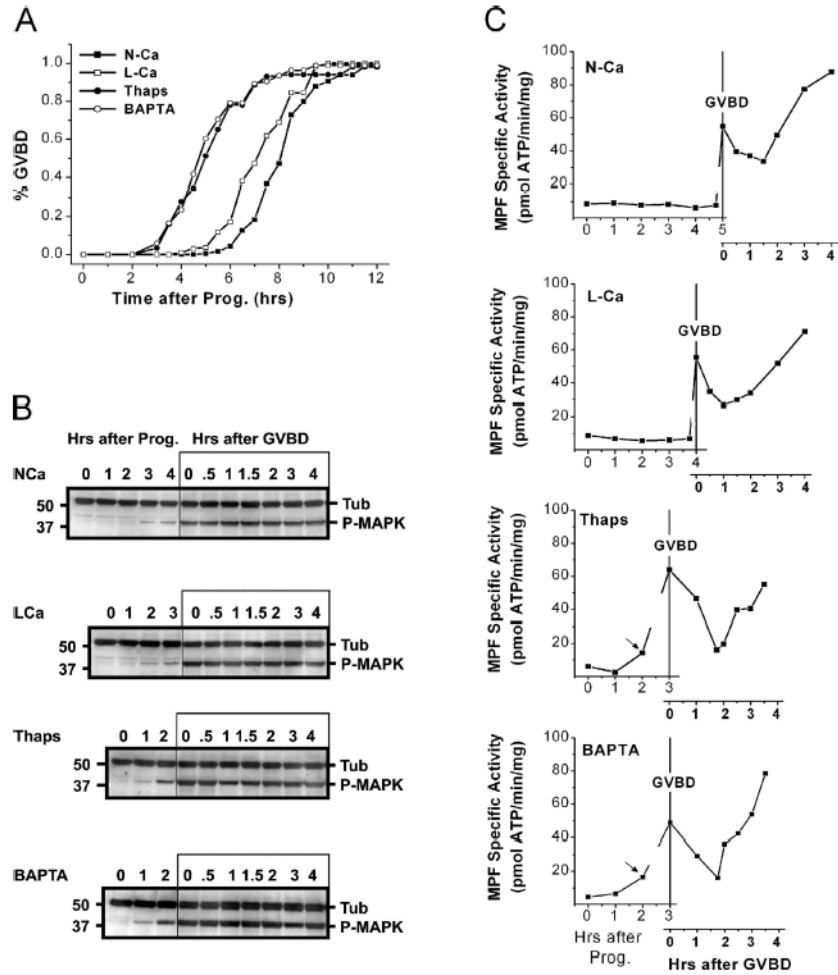 A
N-Ca
L-Ca
Thaps
BAPTA
1.0
0.8
0.6
0.4
0.2
0.0
% GVBD
0 2 4 6 8 10 12
Time after Prog. (hrs)
B
Hrs after Prog. Hrs after GVBD
NCa 0 1 2 3 4 0 .5 1 1.5 2 3 4
50 Tub
37 P-MAPK
LCa 0 1 2 3 0 .5 1 1.5 2 3 4
50 Tub
37 P-MAPK
Thaps 0 1 2 0 .5 1 1.5 2 3 4
50 Tub
37 P-MAPK
BAPTA 0 1 2 0 .5 1 1.5 2 3 4
50 Tub
37 P-MAPK
C
N-Ca
GVBD
MPF Specific Activity
(pmol ATP/min/mg)
100
80
60
40
20
0 1 2 3 4 5
0 1 2 3 4
L-Ca
GVBD
MPF Specific Activity
(pmol ATP/min/mg)
100
80
60
40
20
0 1 2 3 4
0 1 2 3 4
Thaps
GVBD
MPF Specific Activity
(pmol ATP/min/mg)
100
80
60
40
20
0 1 2 3
0 1 2 3 4
BAPTA
GVBD
MPF Specific Activity
(pmol ATP/min/mg)
100
80
60
40
20
0
0 1 2 3
0 1 2 3 4
Hrs after
Prog.
Hrs after GVBD